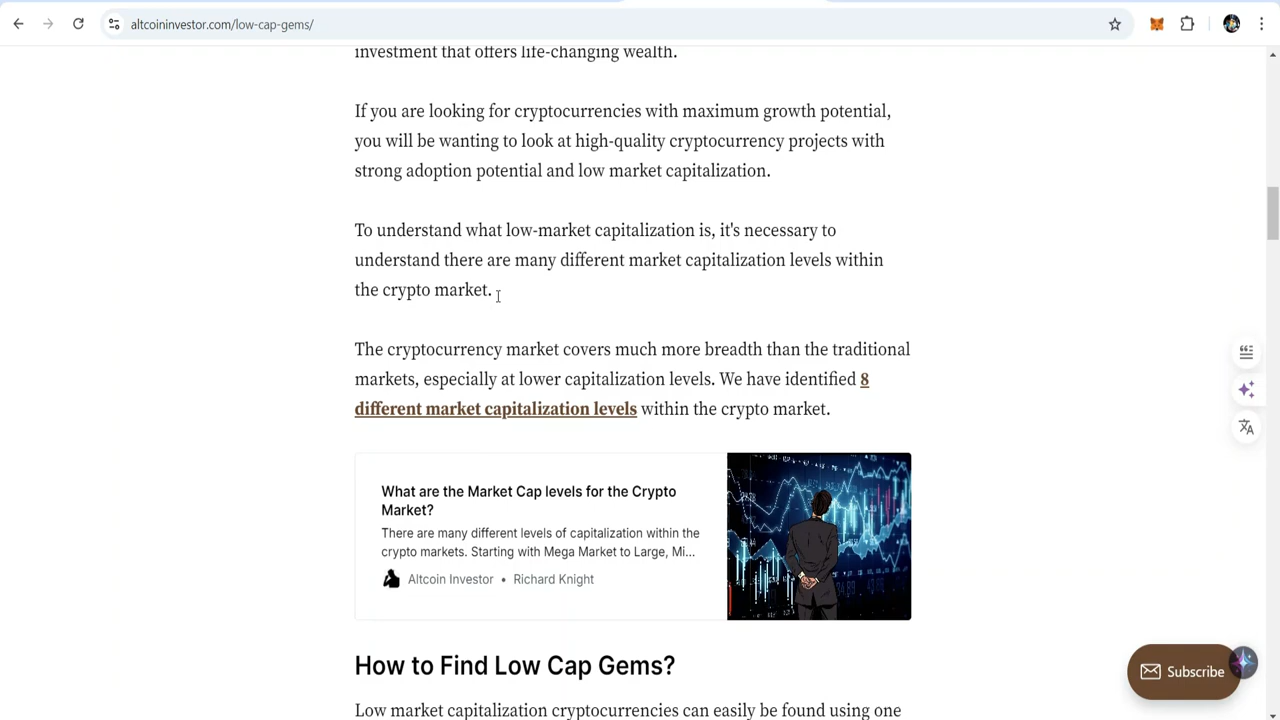 altcoininvestor.com/low-cap-gems/
investment that offers life-changing wealth.
If you are looking for cryptocurrencies with maximum growth potential,
you will be wanting to look at high-quality cryptocurrency projects with
strong adoption potential and low market capitalization.
To understand what low-market capitalization is, it's necessary to
understand there are many different market capitalization levels within
the crypto market.
The cryptocurrency market covers much more breadth than the traditional
markets, especially at lower capitalization levels. We have identified 8
different market capitalization levels within the crypto market.
What are the Market Cap levels for the Crypto
Market?
There are many different levels of capitalization within the
crypto markets. Starting with Mega Market to Large, Mi...
Altcoin Investor • Richard Knight
How to Find Low Cap Gems?
Low market capitalization cryptocurrencies can easily be found using one
Subscribe